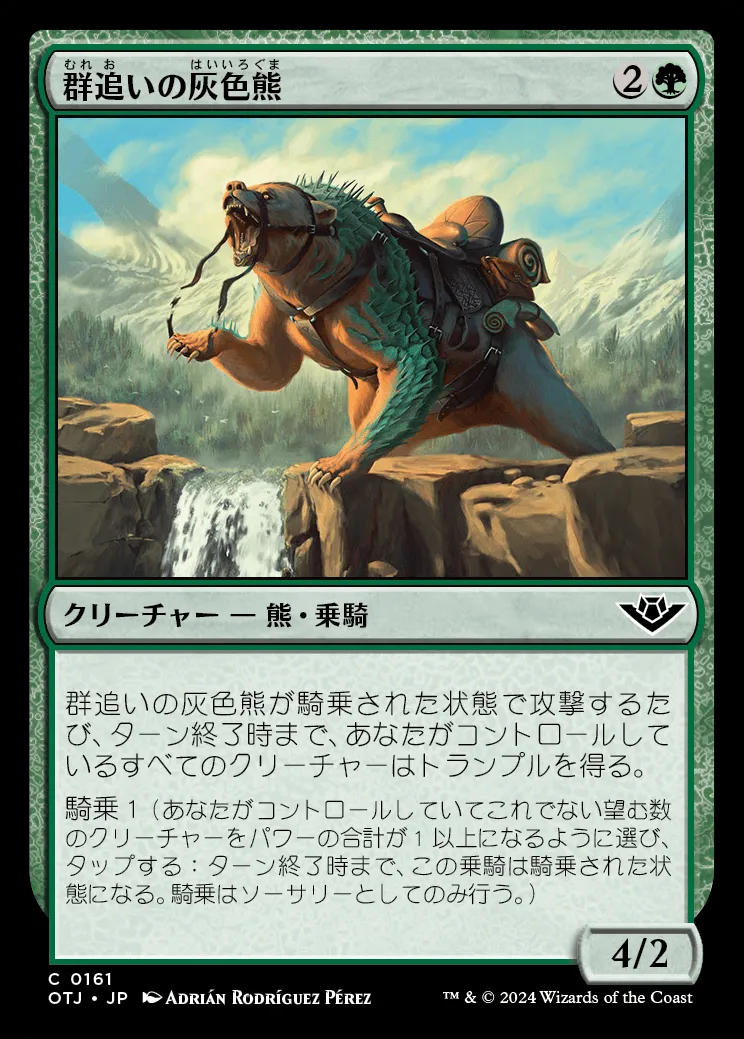 むれ お はいいろぐま
群追いの灰色熊 2
クリーチャー — 熊・乗騎
群追いの灰色熊が騎乗された状態で攻撃するた
び、ターン終了時まで、あなたがコントロールして
いるすべてのクリーチャーはトランプルを得る。
騎乗 1（あなたがコントロールしていてこれでない望む数
のクリーチャーをパワーの合計が 1 以上になるように選び、
タップする：ターン終了時まで、この乗騎は騎乗された状
態になる。騎乗はソーサリーとしてのみ行う。）
4/2
C 0161
OTJ • JP Adrián Rodríguez Pérez ™ & © 2024 Wizards of the Coast